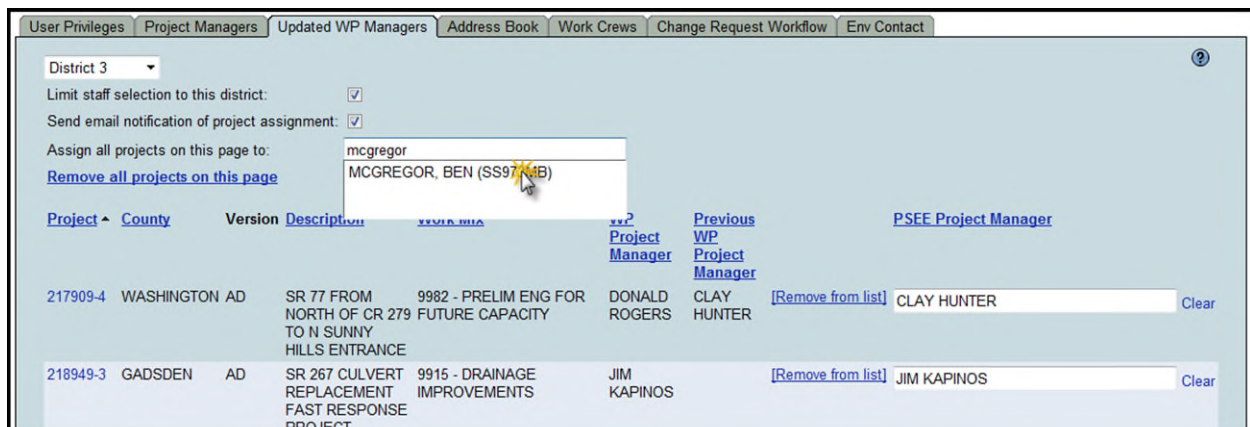 User Privileges Project Managers Updated WP Managers Address Book Work Crews Change Request Workflow Env Contact
District 3
?
Limit staff selection to this district:
Send email notification of project assignment:
Assign all projects on this page to: mcgregor
MCGREGOR, BEN
Remove all projects on this page
Project County Version Description WP Project Manager Previous WP Project Manager PSEE Project Manager
217909-4 WASHINGTON AD SR 77 FROM 9982 - PRELIM ENG FOR DONALD CLAY [Remove from list] CLAY HUNTER Clear
NORTH OF CR 279 FUTURE CAPACITY ROGERS HUNTER
TO N SUNNY
HILLS ENTRANCE
218949-3 GADSDEN AD SR 267 CULVERT 9915 - DRAINAGE JIM [Remove from list] JIM KAPINOS Clear
REPLACEMENT IMPROVEMENTS KAPINOS
FAST RESPONSE
PROJECT